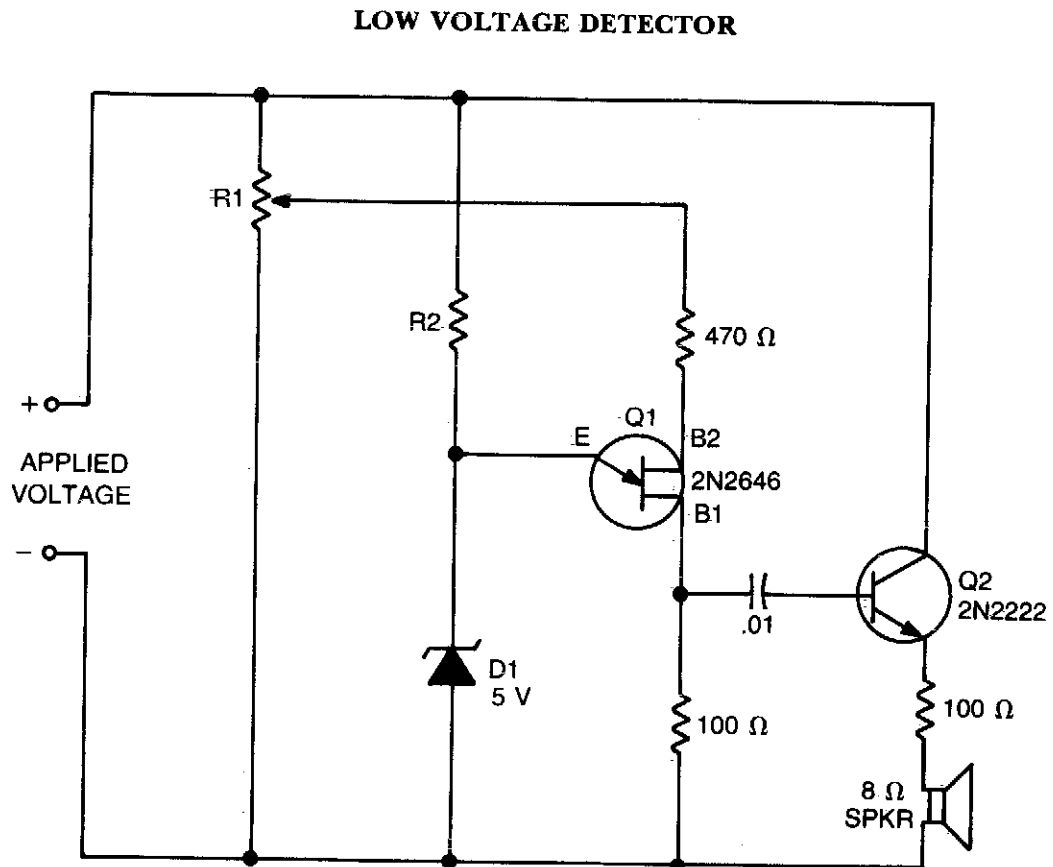 LOW VOLTAGE DETECTOR
R1
R2
470 Ω
Q1
E
B2
2N2646
B1
+
APPLIED
VOLTAGE
−
Q2
2N2222
.01
D1
5 V
100 Ω
100 Ω
8 Ω
SPKR